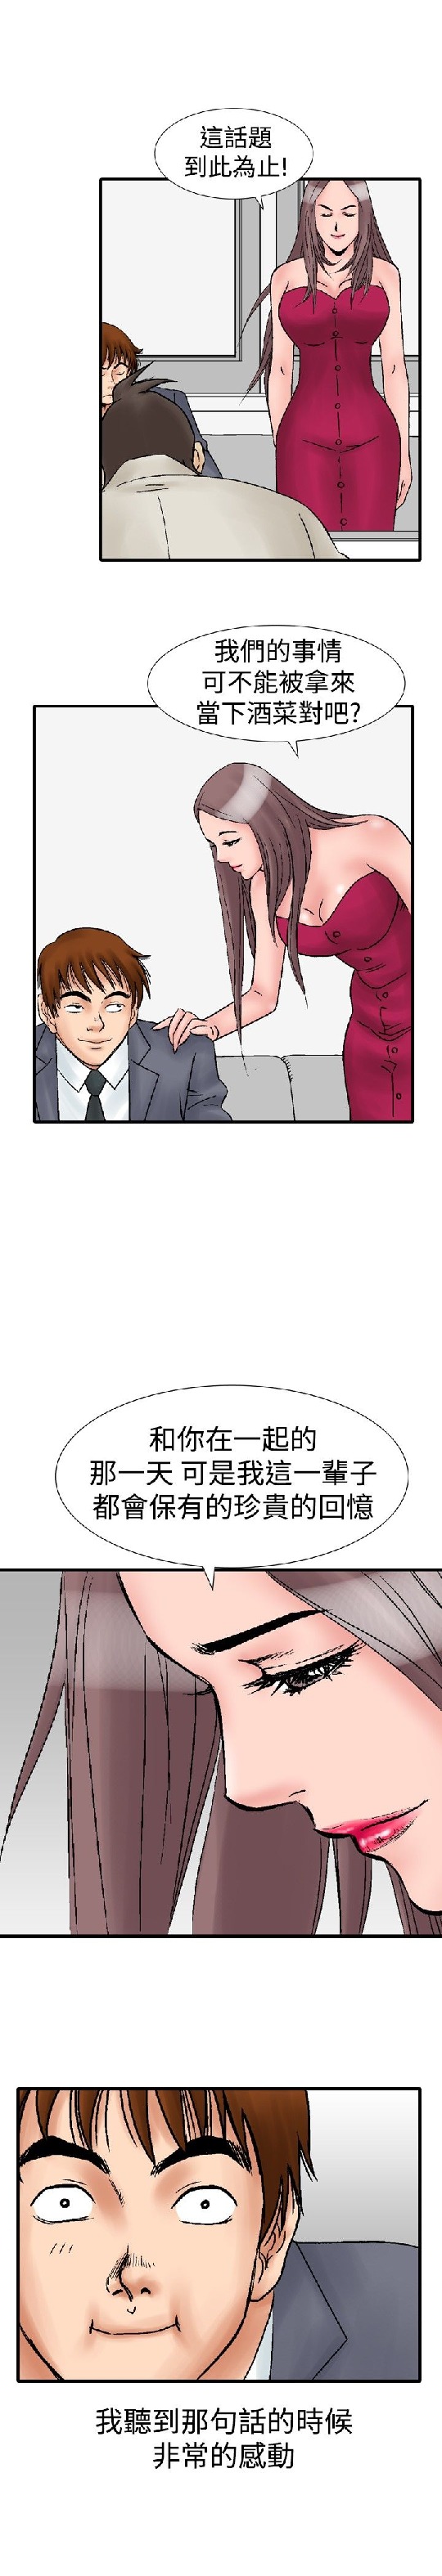 這話題
到此為止!
我們的事情
可不能被拿來
當下酒菜對吧?
和你在一起的
那一天 可是我這一輩子
都會保有的珍貴的回憶
我聽到那句話的時候
非常的感動